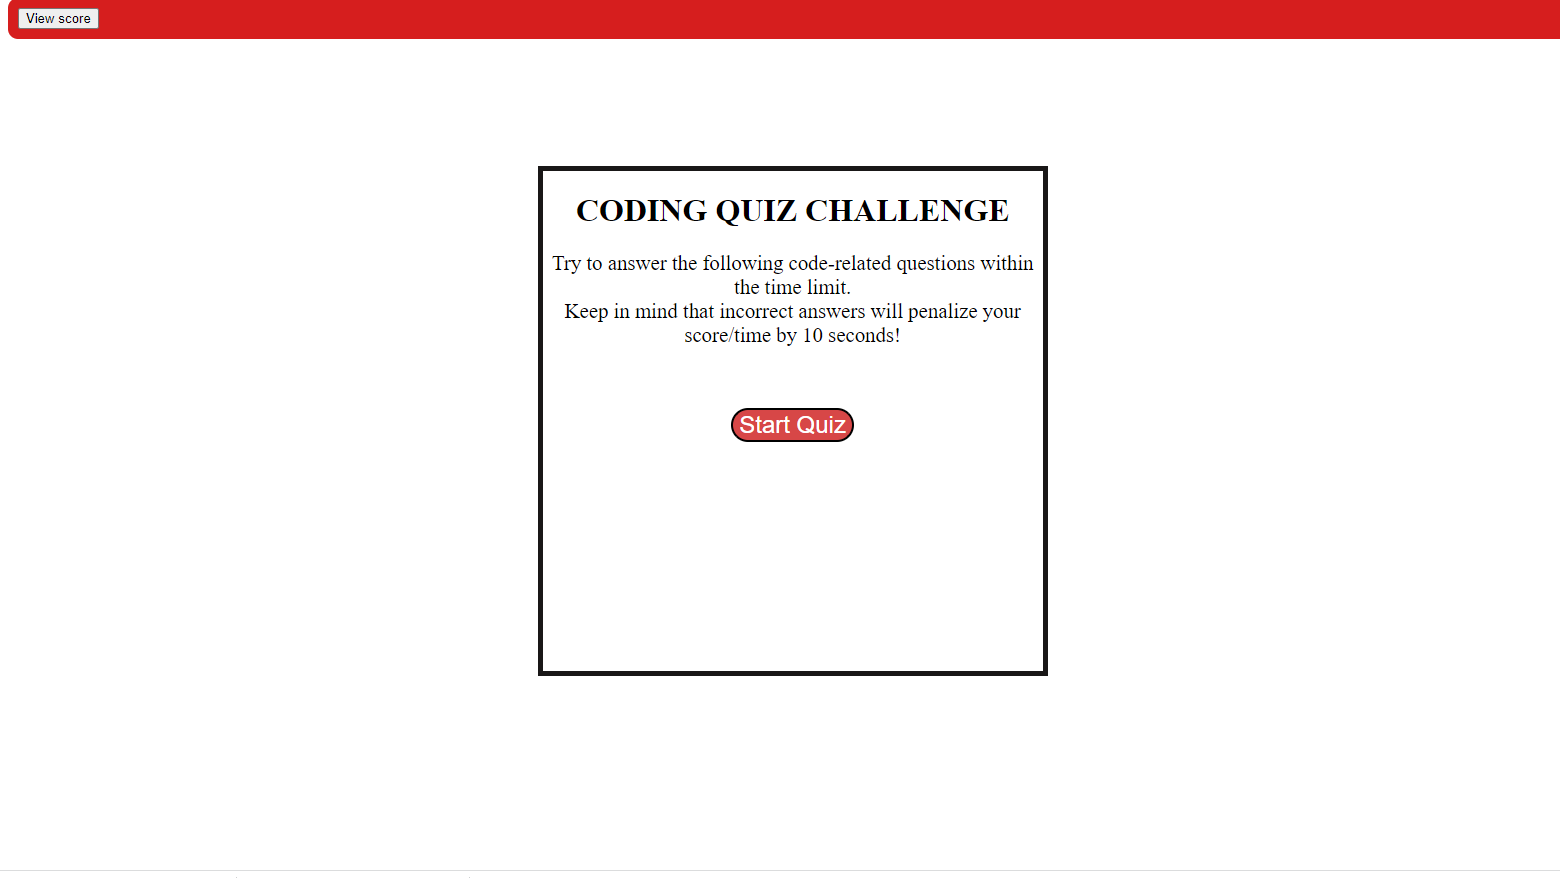 View score
CODING QUIZ CHALLENGE
Try to answer the following code-related questions within
the time limit.
Keep in mind that incorrect answers will penalize your
score/time by 10 seconds!
Start Quiz